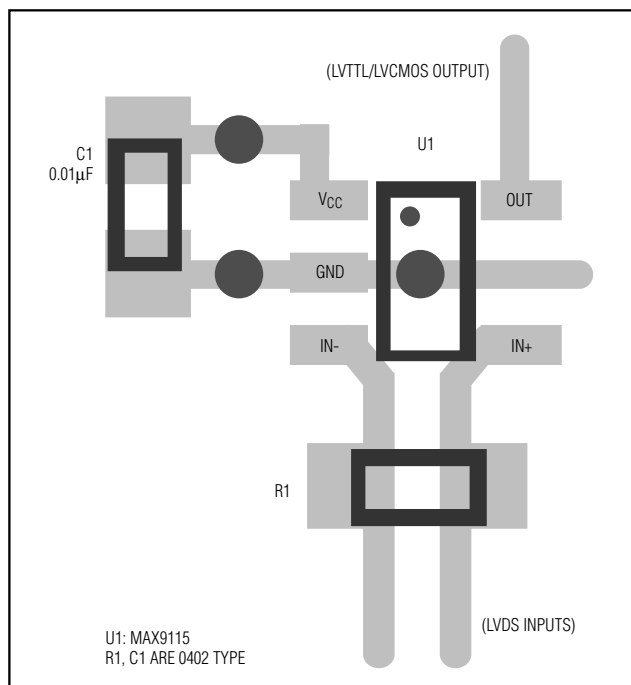 (LVTTL/LVCMOS OUTPUT)
C1
0.01µF
U1
VCC
OUT
GND
IN-
IN+
R1
(LVDS INPUTS)
U1: MAX9115
R1, C1 ARE 0402 TYPE